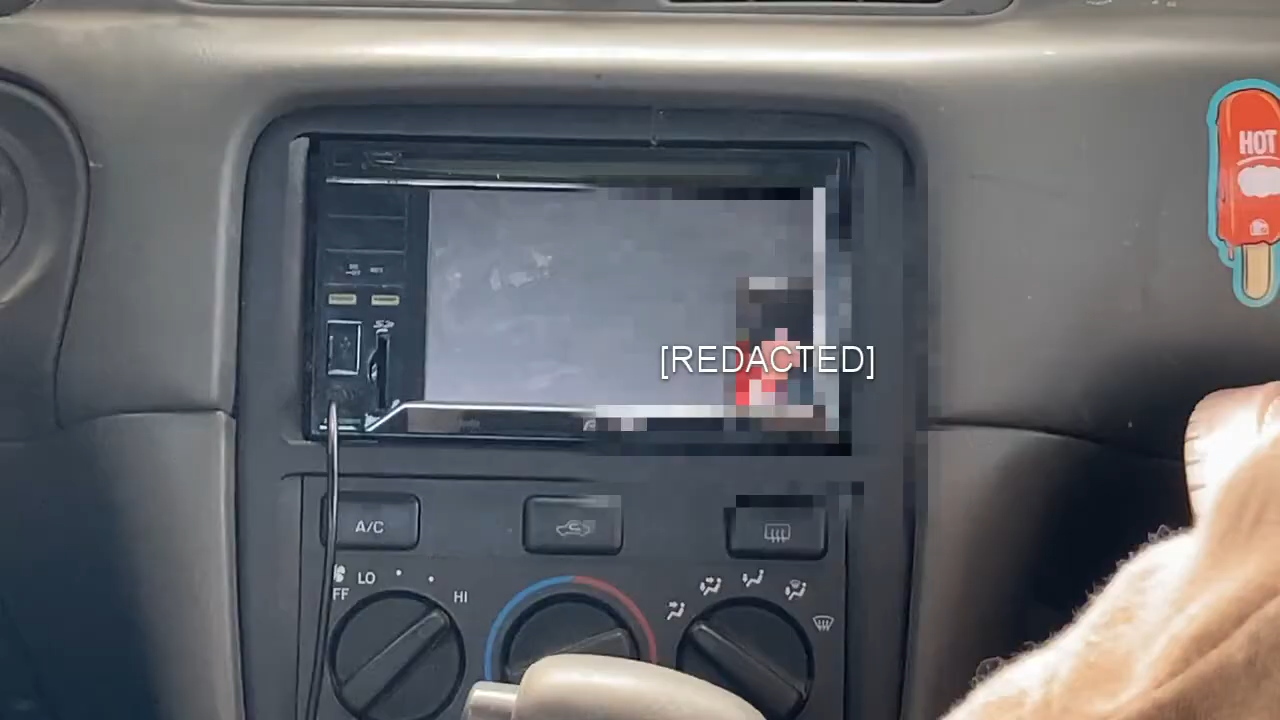 HOT
[REDACTED]
A/C
LO
FF
HI